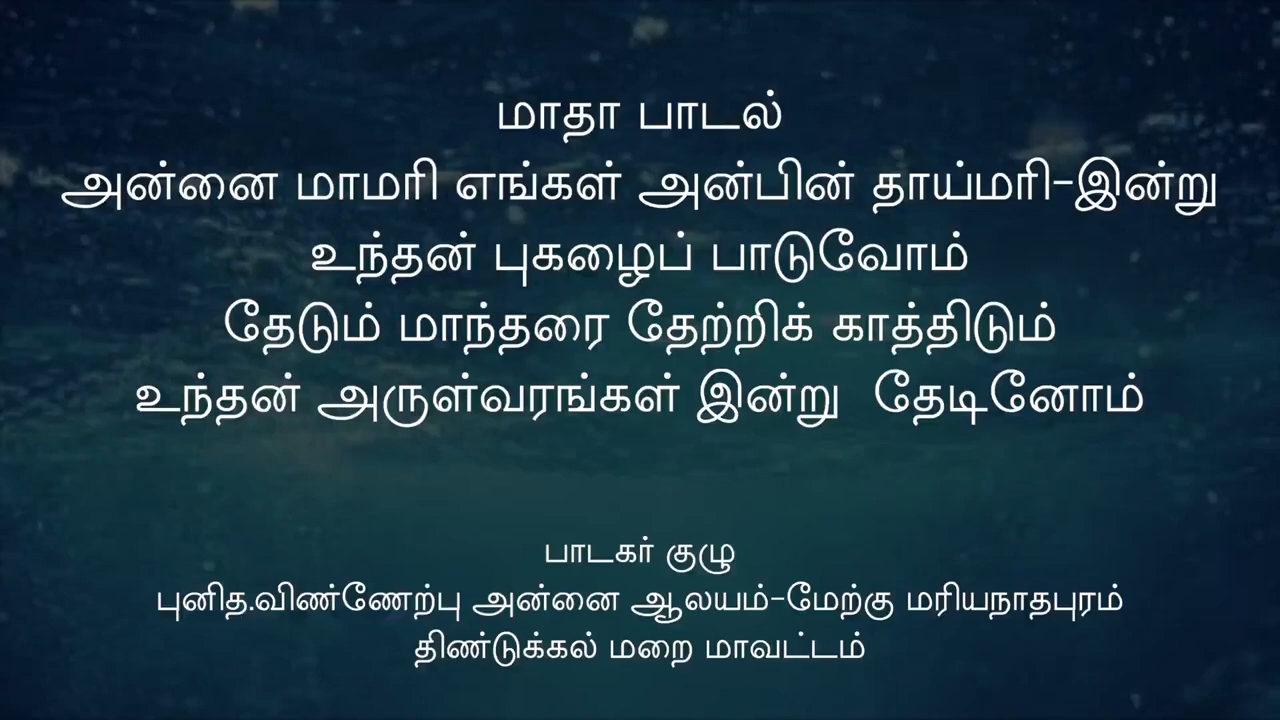 மாதா பாடல்
அன்னை மாமரி எங்கள் அன்பின் தாய்மரி-இன்று
உந்தன் புகழைப் பாடுவோம்
தேடும் மாந்தரை தேற்றிக் காத்திடும்
உந்தன் அருள்வரங்கள் இன்று தேடினோம்
பாடகர் குழு
புனித.விண்ணேற்பு அன்னை ஆலயம்-மேற்கு மரியநாதபுரம்
திண்டுக்கல் மறை மாவட்டம்